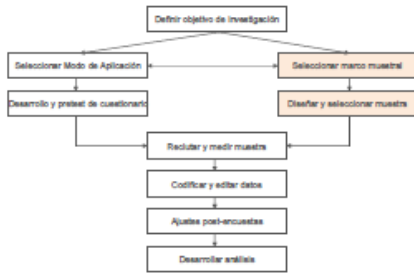 Definir objetivo de investigación
Seleccionar Modo de Aplicación
Seleccionar marco muestral
Desarrollo y pretest de cuestionario
Diseñar y seleccionar muestra
Reclutar y medir muestra
Codificar y editar datos
Ajustes post-encuestas
Desarrollar análisis